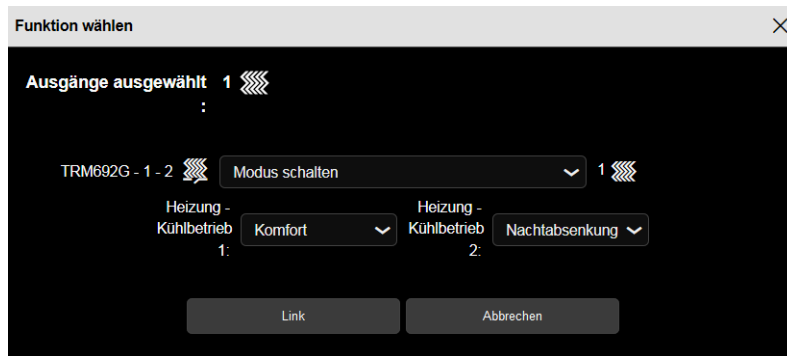 Funktion wählen
Ausgänge ausgewählt 1
:
TRM692G - 1 - 2 Modus schalten 1
Heizung - Kühlbetrieb 1: Komfort Heizung - Kühlbetrieb 2: Nachtabsenkung
Link Abbrechen